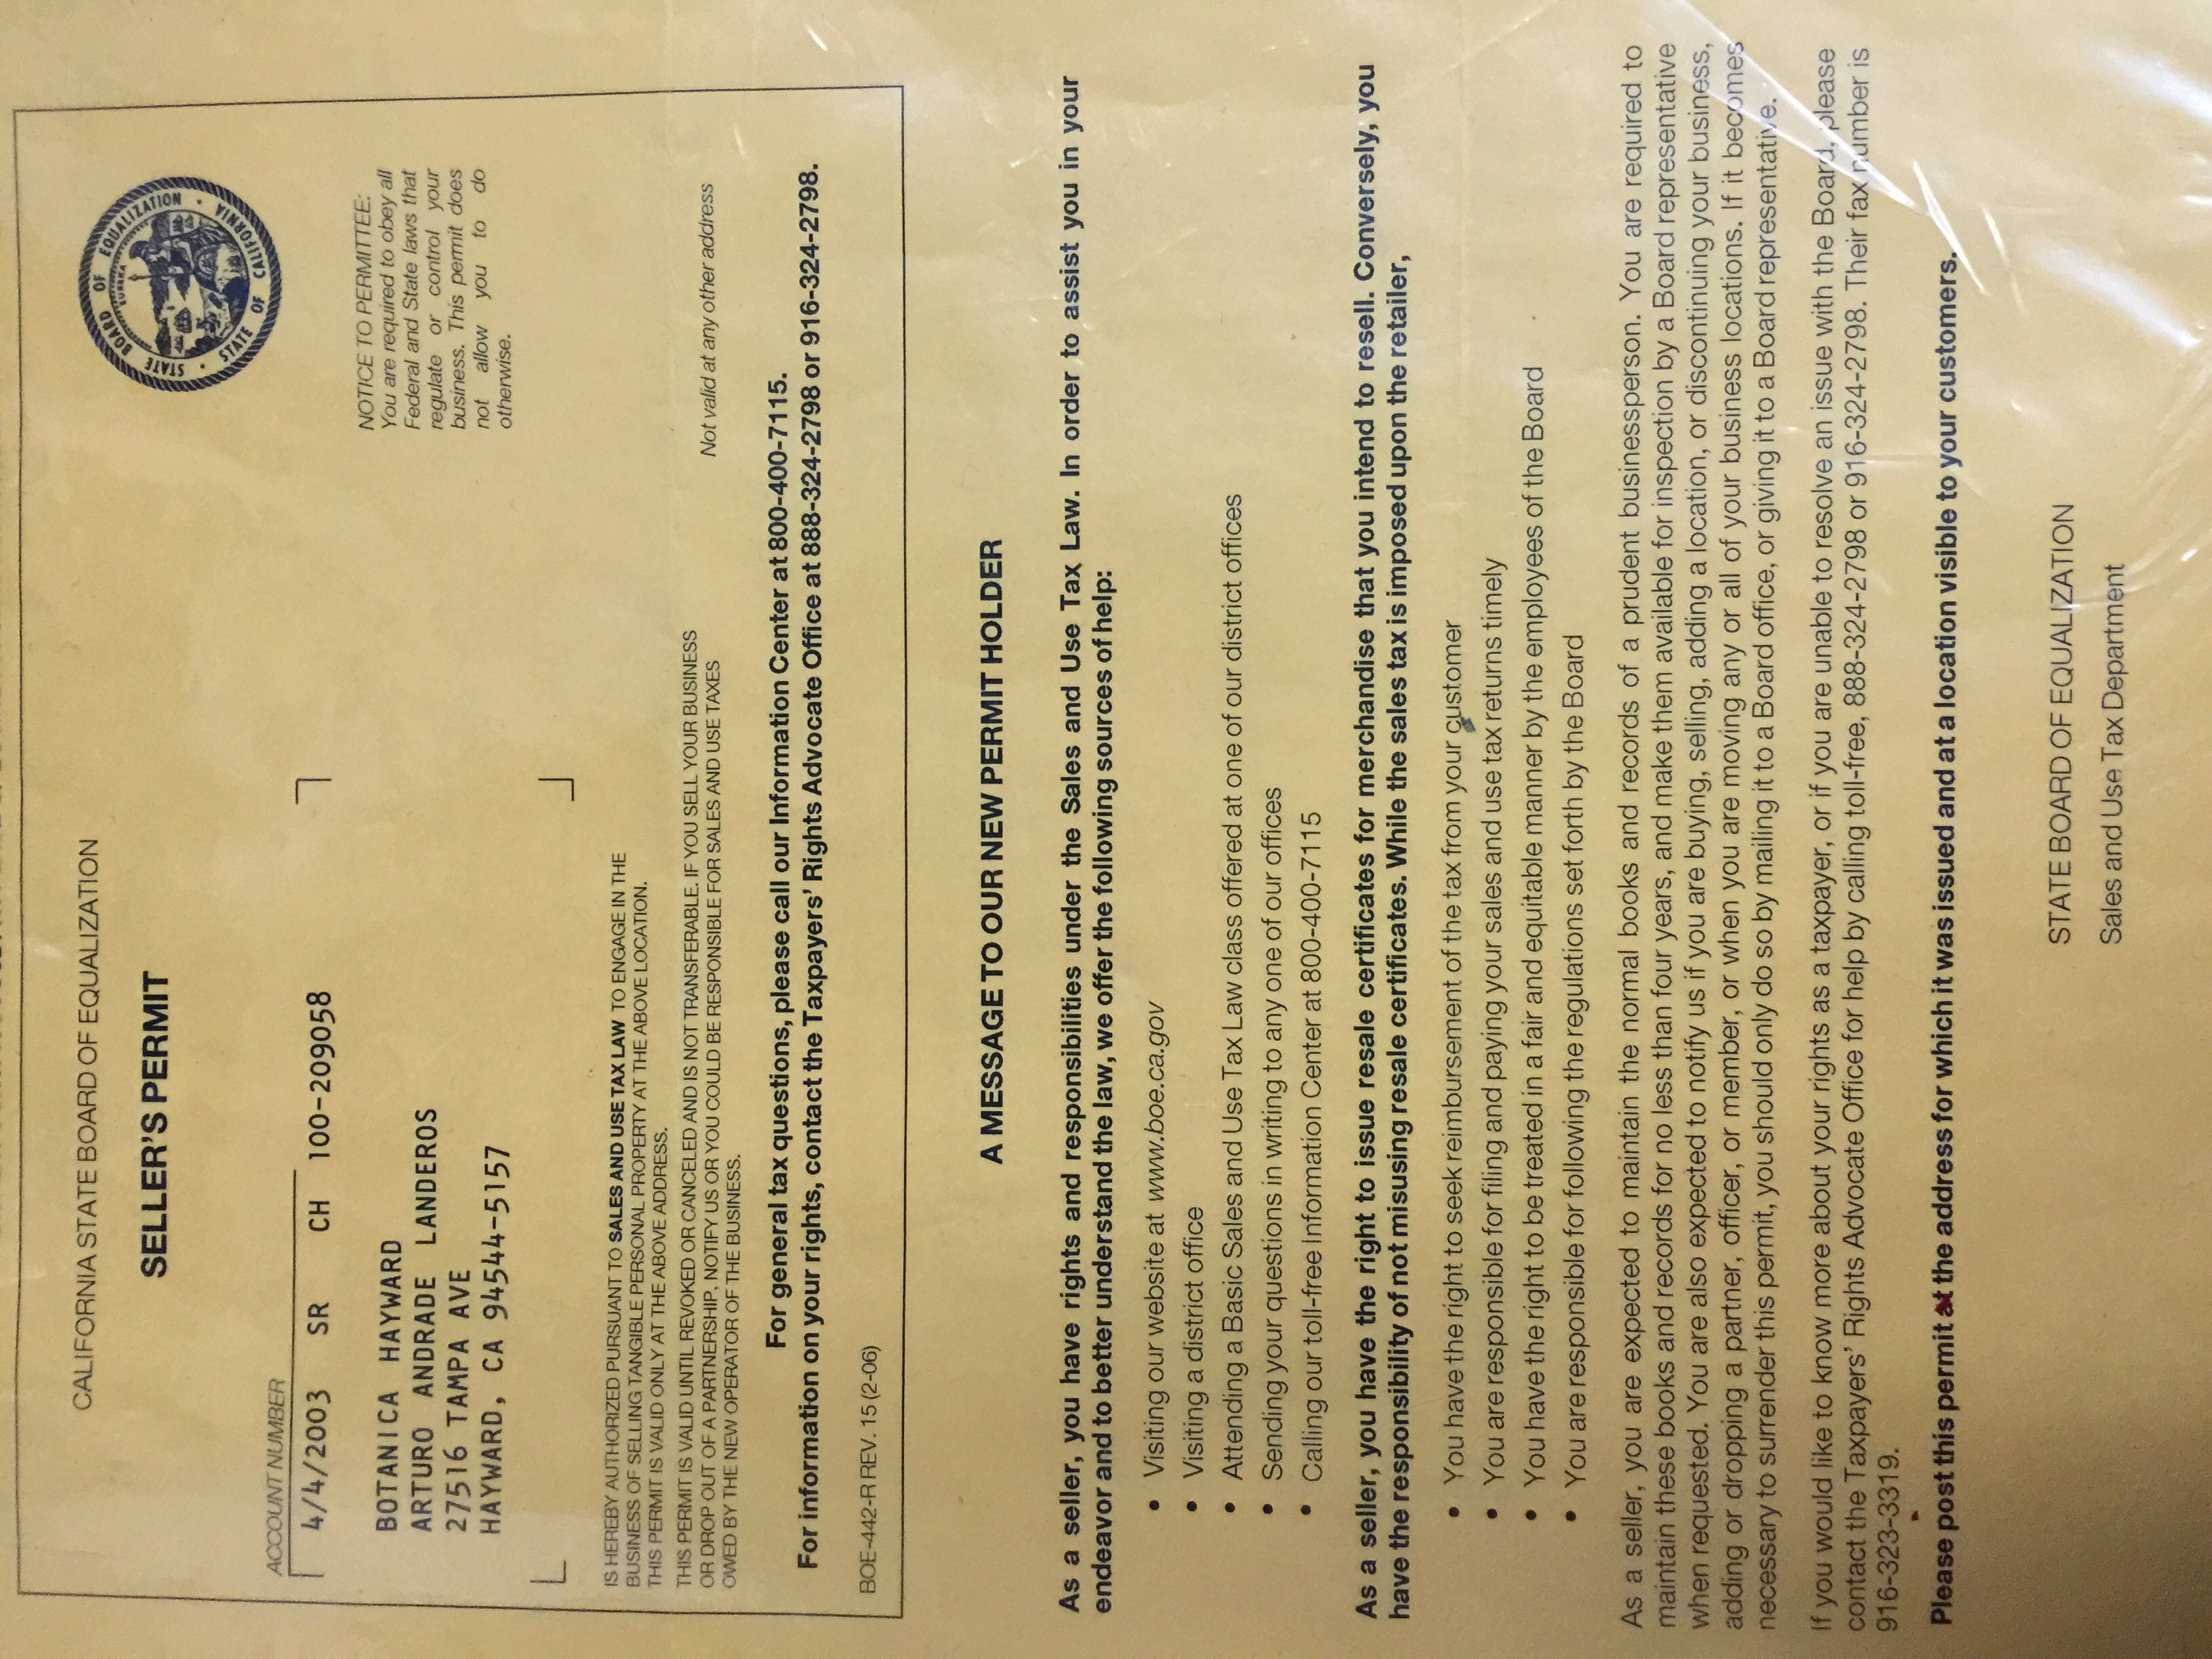 CALIFORNIA STATE BOARD OF EQUALIZATION
SELLER'S PERMIT
STATE BOARD OF EQUALIZATION • STATE OF CALIFORNIA •
EUREKA
ACCOUNT NUMBER
4/4/2003 SR CH 100-209058
BOTANICA HAYWARD
ARTURO ANDRADE LANDEROS
27516 TAMPA AVE
HAYWARD, CA 94544-5157
NOTICE TO PERMITTEE:
You are required to obey all
Federal and State laws that
regulate or control your
business. This permit does
not allow you to do
otherwise.
IS HEREBY AUTHORIZED PURSUANT TO SALES AND USE TAX LAW TO ENGAGE IN THE
BUSINESS OF SELLING TANGIBLE PERSONAL PROPERTY AT THE ABOVE LOCATION.
THIS PERMIT IS VALID ONLY AT THE ABOVE ADDRESS.
THIS PERMIT IS VALID UNTIL REVOKED OR CANCELED AND IS NOT TRANSFERABLE. IF YOU SELL YOUR BUSINESS
OR DROP OUT OF A PARTNERSHIP, NOTIFY US OR YOU COULD BE RESPONSIBLE FOR SALES AND USE TAXES
OWED BY THE NEW OPERATOR OF THE BUSINESS.
Not valid at any other address
For general tax questions, please call our Information Center at 800-400-7115.
For information on your rights, contact the Taxpayers' Rights Advocate Office at 888-324-2798 or 916-324-2798.
BOE-442-R REV. 15 (2-06)
A MESSAGE TO OUR NEW PERMIT HOLDER
As a seller, you have rights and responsibilities under the Sales and Use Tax Law. In order to assist you in your
endeavor and to better understand the law, we offer the following sources of help:
• Visiting our website at www.boe.ca.gov
• Visiting a district office
• Attending a Basic Sales and Use Tax Law class offered at one of our district offices
• Sending your questions in writing to any one of our offices
• Calling our toll-free Information Center at 800-400-7115
As a seller, you have the right to issue resale certificates for merchandise that you intend to resell. Conversely, you
have the responsibility of not misusing resale certificates. While the sales tax is imposed upon the retailer,
• You have the right to seek reimbursement of the tax from your customer
• You are responsible for filing and paying your sales and use tax returns timely
• You have the right to be treated in a fair and equitable manner by the employees of the Board
• You are responsible for following the regulations set forth by the Board
As a seller, you are expected to maintain the normal books and records of a prudent businessperson. You are required to
maintain these books and records for no less than four years, and make them available for inspection by a Board representative
when requested. You are also expected to notify us if you are buying, selling, adding a location, or discontinuing your business,
adding or dropping a partner, officer, or member, or when you are moving any or all of your business locations. If it becomes
necessary to surrender this permit, you should only do so by mailing it to a Board office, or giving it to a Board representative.
If you would like to know more about your rights as a taxpayer, or if you are unable to resolve an issue with the Board, please
contact the Taxpayers' Rights Advocate Office for help by calling toll-free, 888-324-2798 or 916-324-2798. Their fax number is
916-323-3319.
Please post this permit at the address for which it was issued and at a location visible to your customers.
STATE BOARD OF EQUALIZATION
Sales and Use Tax Department